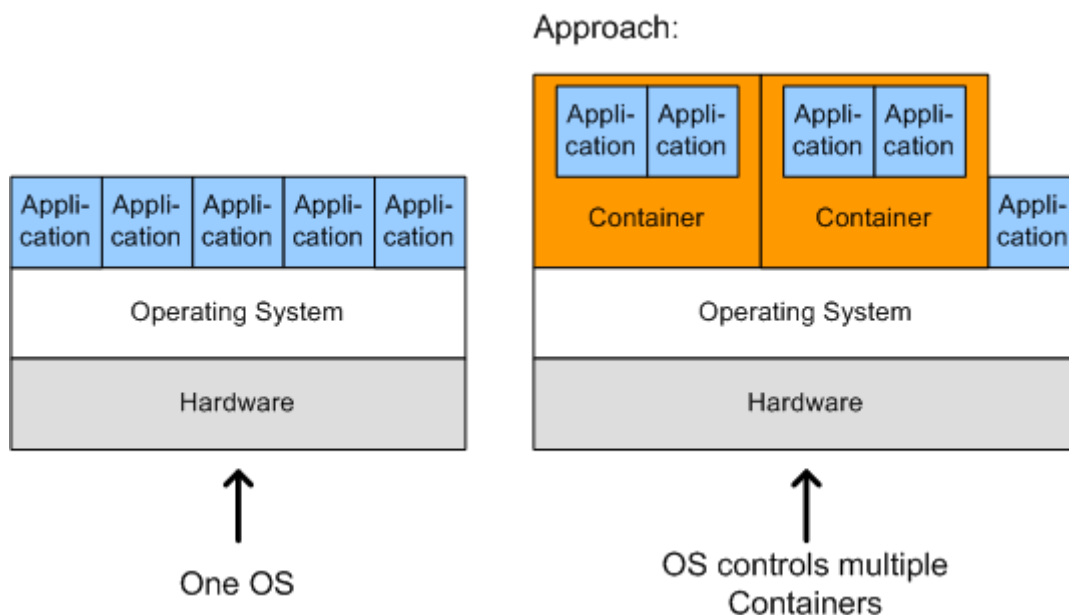 Approach:
Appli-
cation
Appli-
cation
Appli-
cation
Appli-
cation
Container
Container
Appli-
cation
Appli-
cation
Appli-
cation
Appli-
cation
Appli-
cation
Appli-
cation
Operating System
Operating System
Hardware
Hardware
One OS
OS controls multiple
Containers